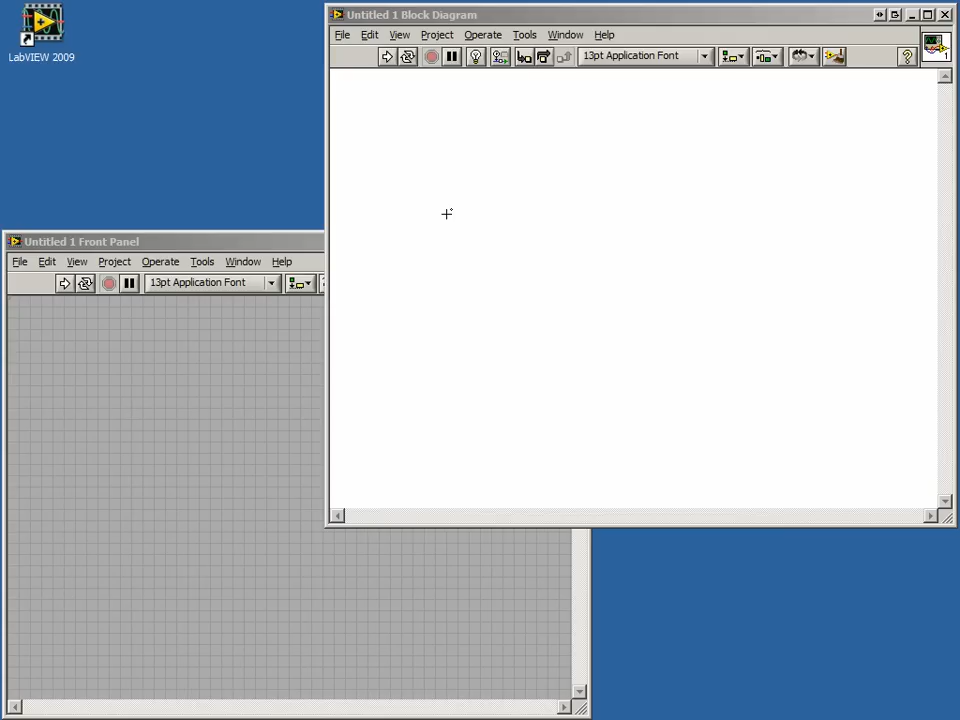 LabVIEW 2009
Untitled 1 Block Diagram
File Edit View Project Operate Tools Window Help
13pt Application Font
?
1
Untitled 1 Front Panel
File Edit View Project Operate Tools Window Help
13pt Application Font